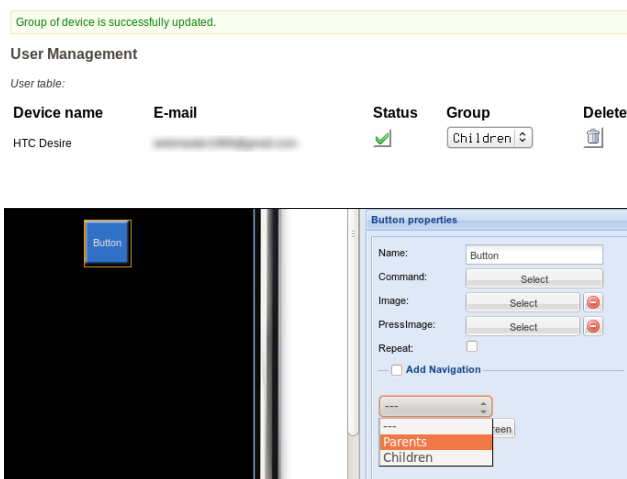 Group of device is successfully updated.
User Management
User table:
Device name E-mail Status Group Delete
HTC Desire Children
Button
Button properties
Name: Button
Command: Select
Image: Select
PressImage: Select
Repeat:
Add Navigation
---
---
Parents
Children